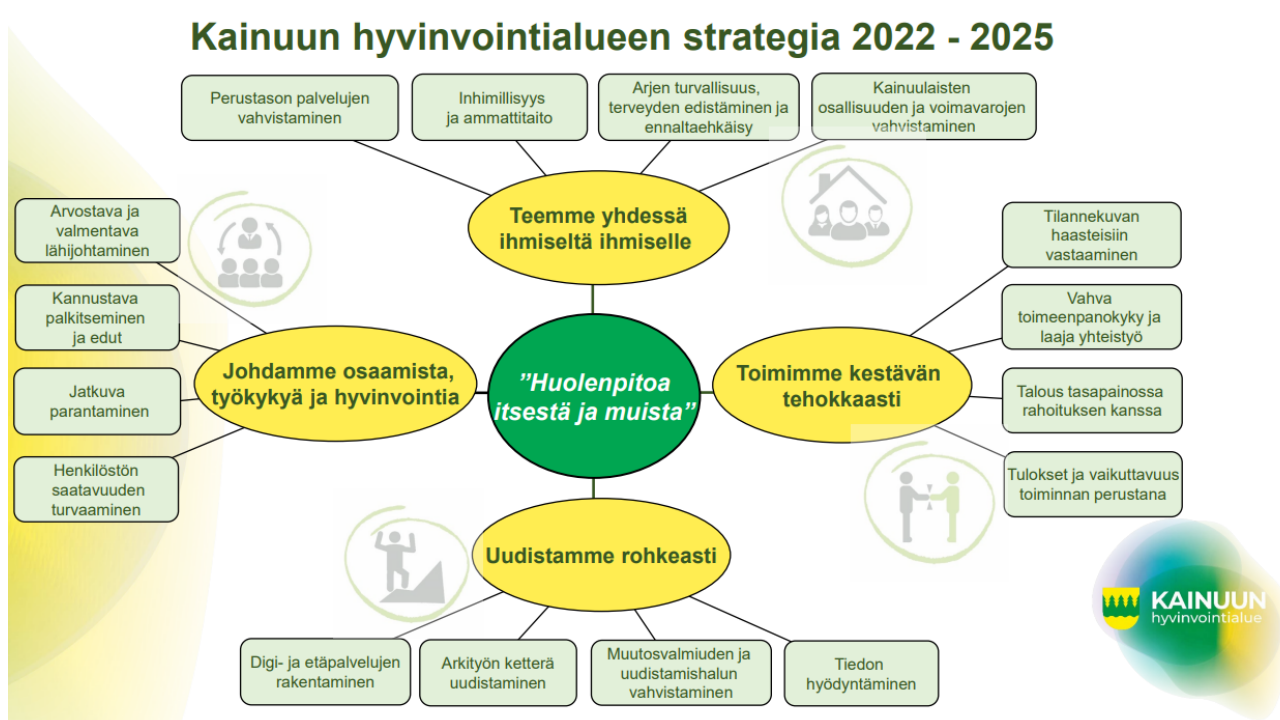 Kainuun hyvinvointialueen strategia 2022 - 2025
Perustason palvelujen
vahvistaminen
Inhimillisyys
ja ammattitaito
Arjen turvallisuus,
terveyden edistäminen ja
ennaltaehkäisy
Kainuulaisten
osallisuuden ja voimavarojen
vahvistaminen
Teemme yhdessä
ihmiseltä ihmiselle
Arvostava ja
valmentava
lähijohtaminen
Kannustava
palkitseminen
ja edut
Jatkuva
parantaminen
Henkilöstön
saatavuuden
turvaaminen
Johdamme osaamista,
työkykyä ja hyvinvointia
”Huolenpitoa
itsestä ja muista”
Toimimme kestävän
tehokkaasti
Tilannekuvan
haasteisiin
vastaaminen
Vahva
toimeenpanokyky ja
laaja yhteistyö
Talous tasapainossa
rahoituksen kanssa
Tulokset ja vaikuttavuus
toiminnan perustana
Uudistamme rohkeasti
Digi- ja etäpalvelujen
rakentaminen
Arkityön ketterä
uudistaminen
Muutosvalmiuden ja
uudistamishalun
vahvistaminen
Tiedon
hyödyntäminen
KAINUUN
hyvinvointialue